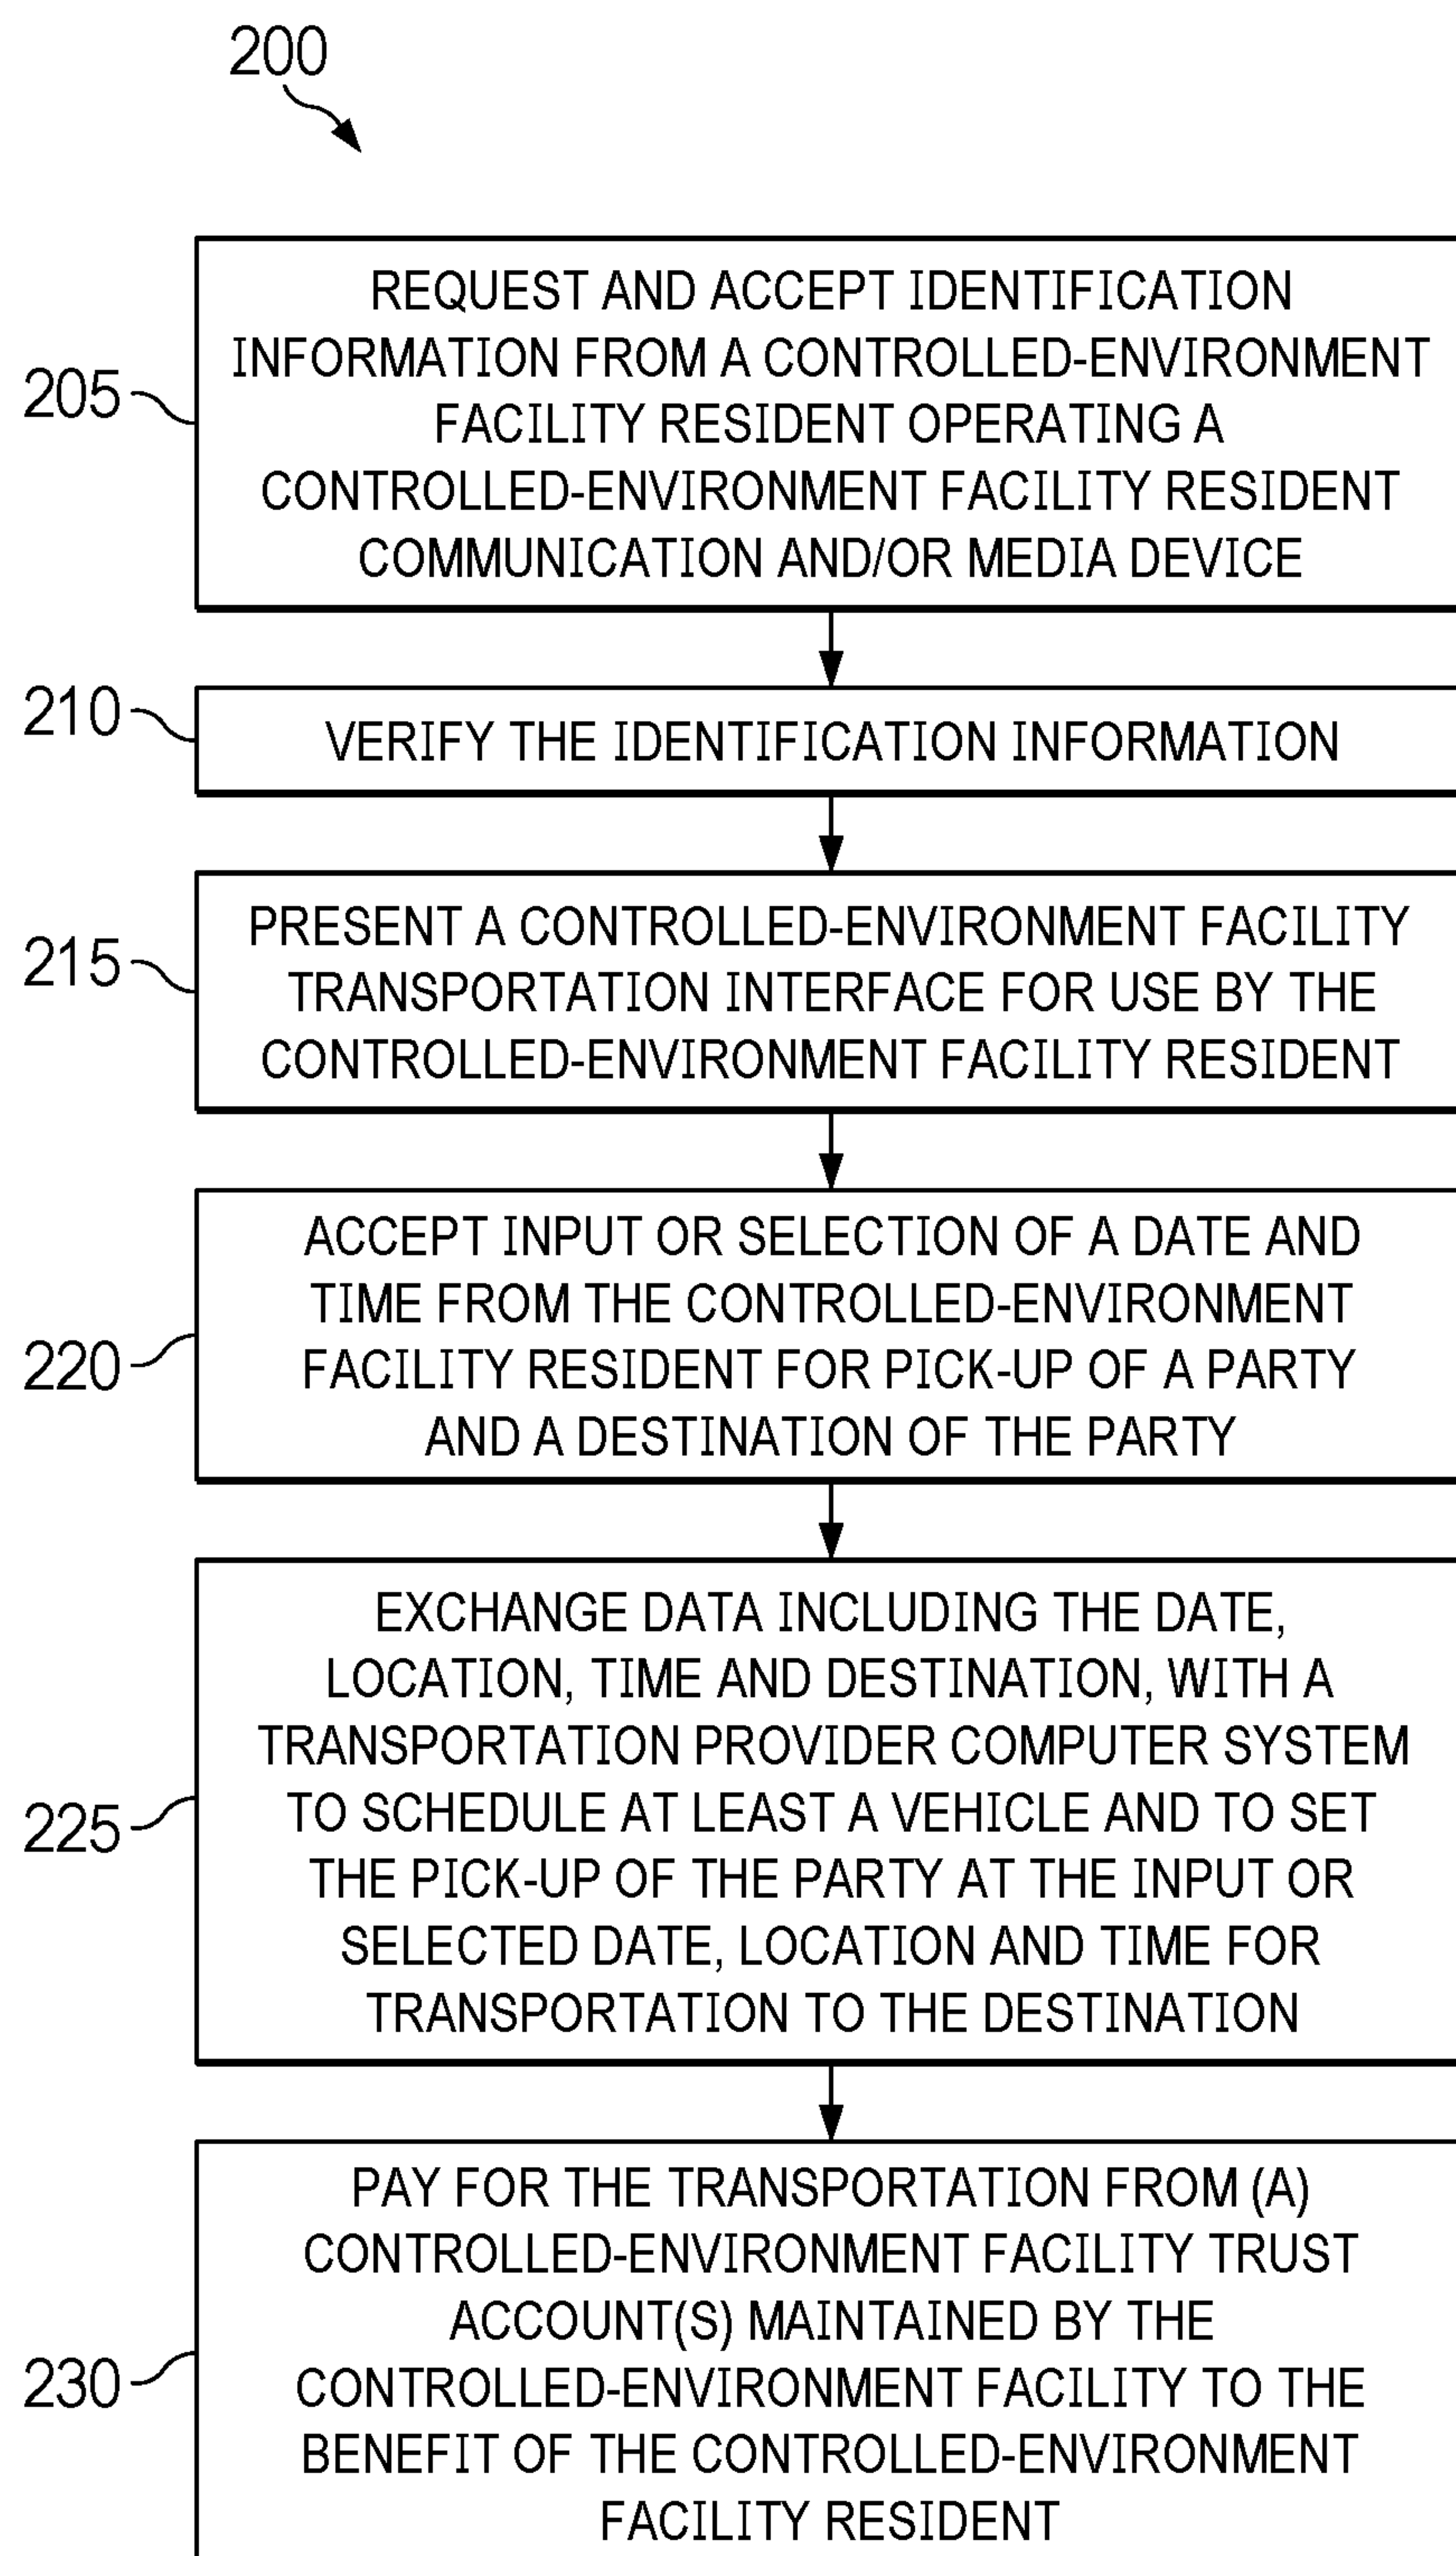 200
205
REQUEST AND ACCEPT IDENTIFICATION
INFORMATION FROM A CONTROLLED-ENVIRONMENT
FACILITY RESIDENT OPERATING A
CONTROLLED-ENVIRONMENT FACILITY RESIDENT
COMMUNICATION AND/OR MEDIA DEVICE
210
VERIFY THE IDENTIFICATION INFORMATION
215
PRESENT A CONTROLLED-ENVIRONMENT FACILITY
TRANSPORTATION INTERFACE FOR USE BY THE
CONTROLLED-ENVIRONMENT FACILITY RESIDENT
220
ACCEPT INPUT OR SELECTION OF A DATE AND
TIME FROM THE CONTROLLED-ENVIRONMENT
FACILITY RESIDENT FOR PICK-UP OF A PARTY
AND A DESTINATION OF THE PARTY
225
EXCHANGE DATA INCLUDING THE DATE,
LOCATION, TIME AND DESTINATION, WITH A
TRANSPORTATION PROVIDER COMPUTER SYSTEM
TO SCHEDULE AT LEAST A VEHICLE AND TO SET
THE PICK-UP OF THE PARTY AT THE INPUT OR
SELECTED DATE, LOCATION AND TIME FOR
TRANSPORTATION TO THE DESTINATION
230
PAY FOR THE TRANSPORTATION FROM (A)
CONTROLLED-ENVIRONMENT FACILITY TRUST
ACCOUNT(S) MAINTAINED BY THE
CONTROLLED-ENVIRONMENT FACILITY TO THE
BENEFIT OF THE CONTROLLED-ENVIRONMENT
FACILITY RESIDENT